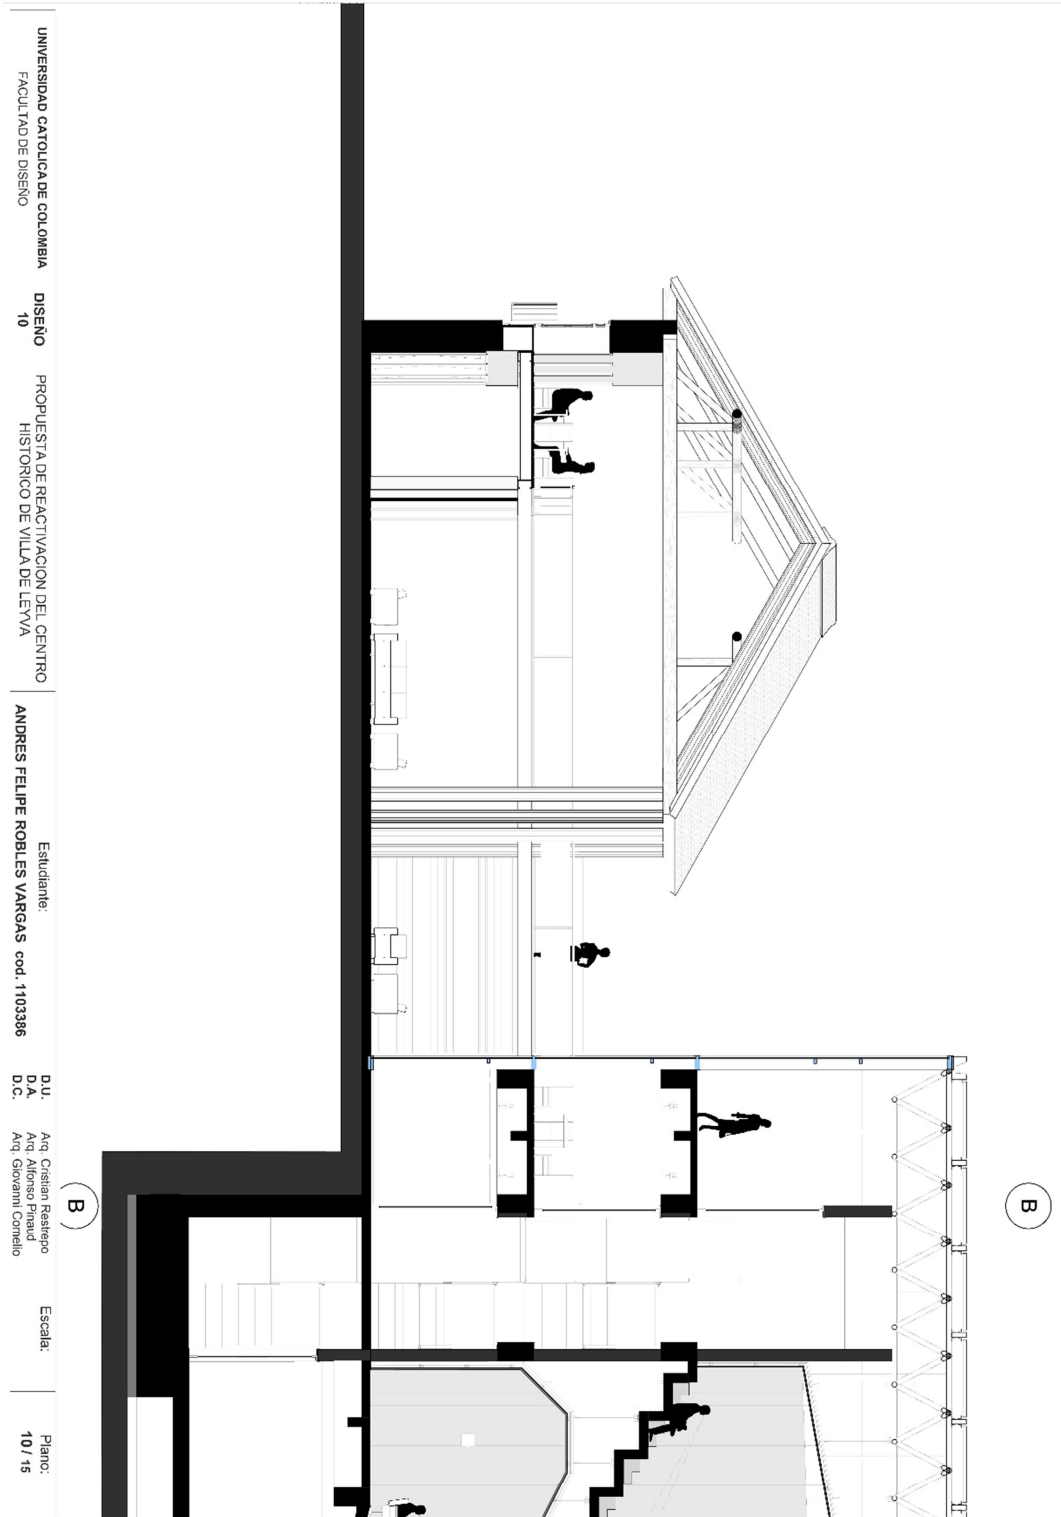 UNIVERSIDAD CATOLICA DE COLOMBIA
FACULTAD DE DISEÑO
DISEÑO
10
PROPUESTA DE REACTIVACION DEL CENTRO
HISTORICO DE VILLA DE LEYVA
Estudiante:
ANDRES FELIPE ROBLES VARGAS cod. 1103386
D.U. Arq. Cristian Restrepo
D.A. Arq. Alfonso Pinaud
D.C. Arq. Giovanni Comelio
Escala:
Plano:
10 / 15
B
B